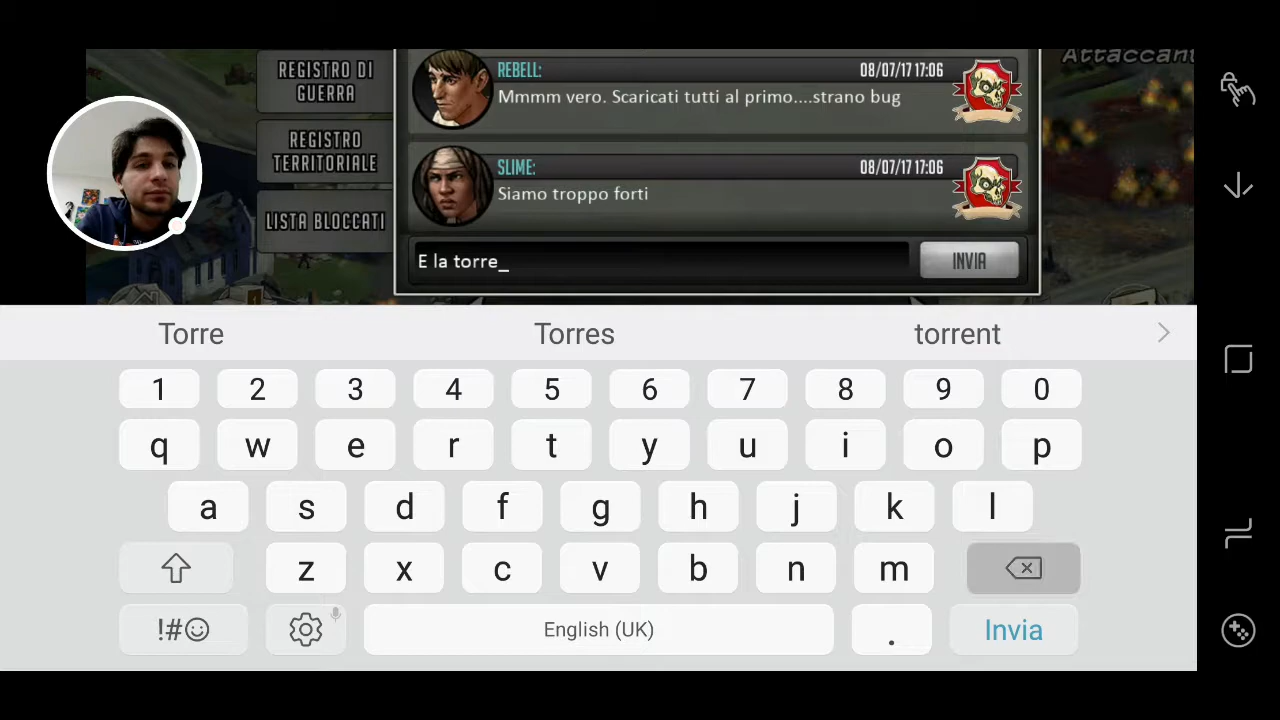 Attaccant
REGISTRO DI
GUERRA
REGISTRO
TERRITORIALE
LISTA BLOCCATI
REBELL:
08/07/17 17:06
Mmmm vero. Scaricati tutti al primo....strano bug
SLIME:
08/07/17 17:06
Siamo troppo forti
E la torre_
INVIA
Torre
Torres
torrent
1 2 3 4 5 6 7 8 9 0
q w e r t y u i o p
a s d f g h j k l
z x c v b n m
!#☺
English (UK)
.
Invia